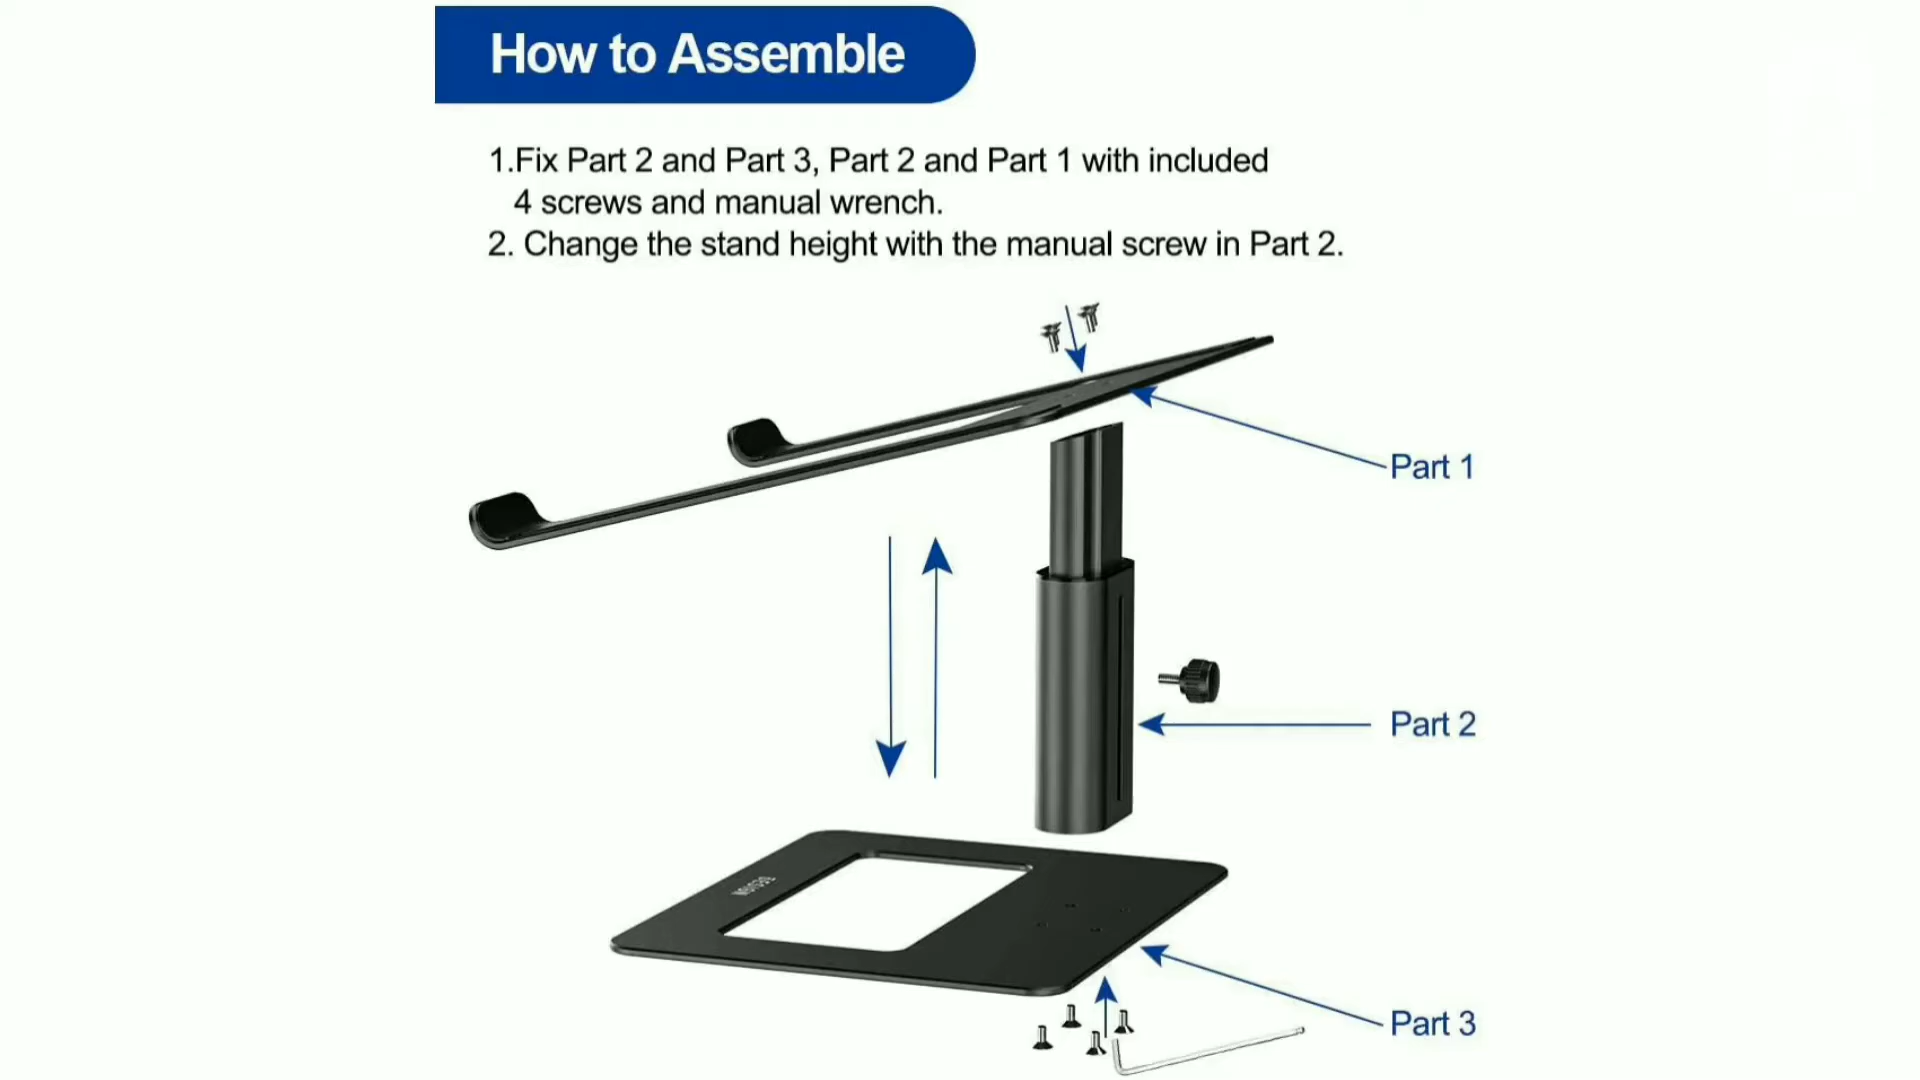 How to Assemble
1.Fix Part 2 and Part 3, Part 2 and Part 1 with included
4 screws and manual wrench.
2. Change the stand height with the manual screw in Part 2.
Part 1
Part 2
Part 3